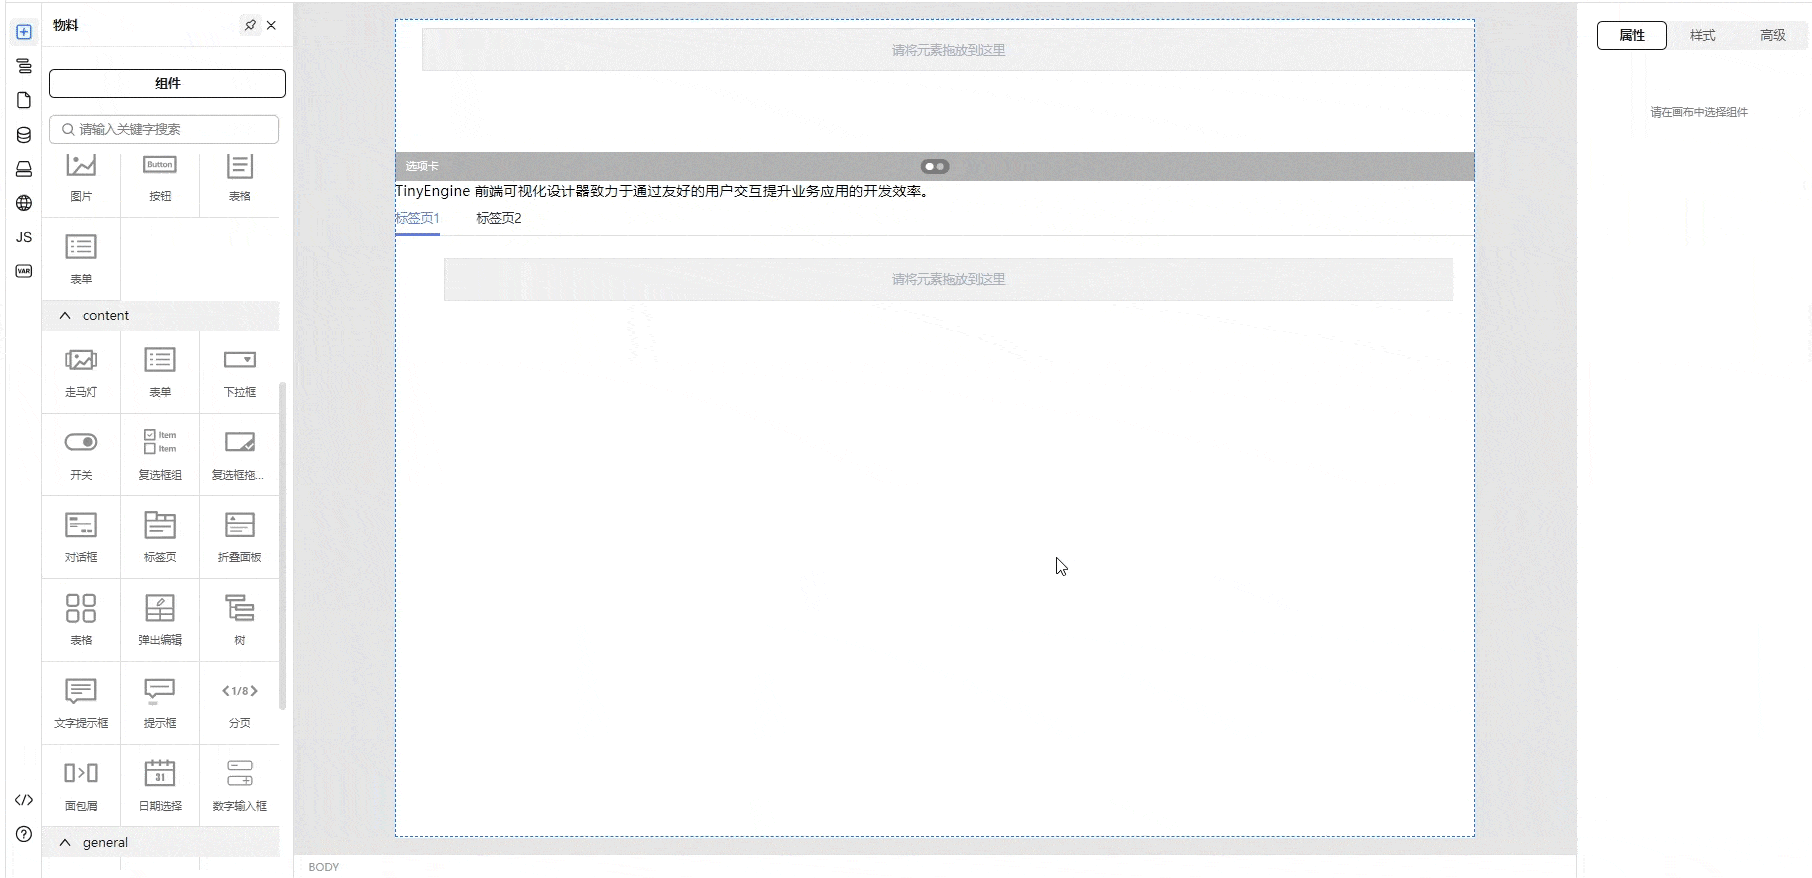 物料
组件
请输入关键字搜索
图片
Button
按钮
表格
表单
content
走马灯
表单
下拉框
开关
Item
Item
复选框组
复选框拖...
对话框
标签页
折叠面板
表格
弹出编辑
树
文字提示框
提示框
1/8
分页
面包屑
31
日期选择
数字输入框
general
JS
VAR
请将元素拖放到这里
选项卡
TinyEngine 前端可视化设计器致力于通过友好的用户交互提升业务应用的开发效率。
标签页1 标签页2
请将元素拖放到这里
BODY
属性 样式 高级
请在画布中选择组件